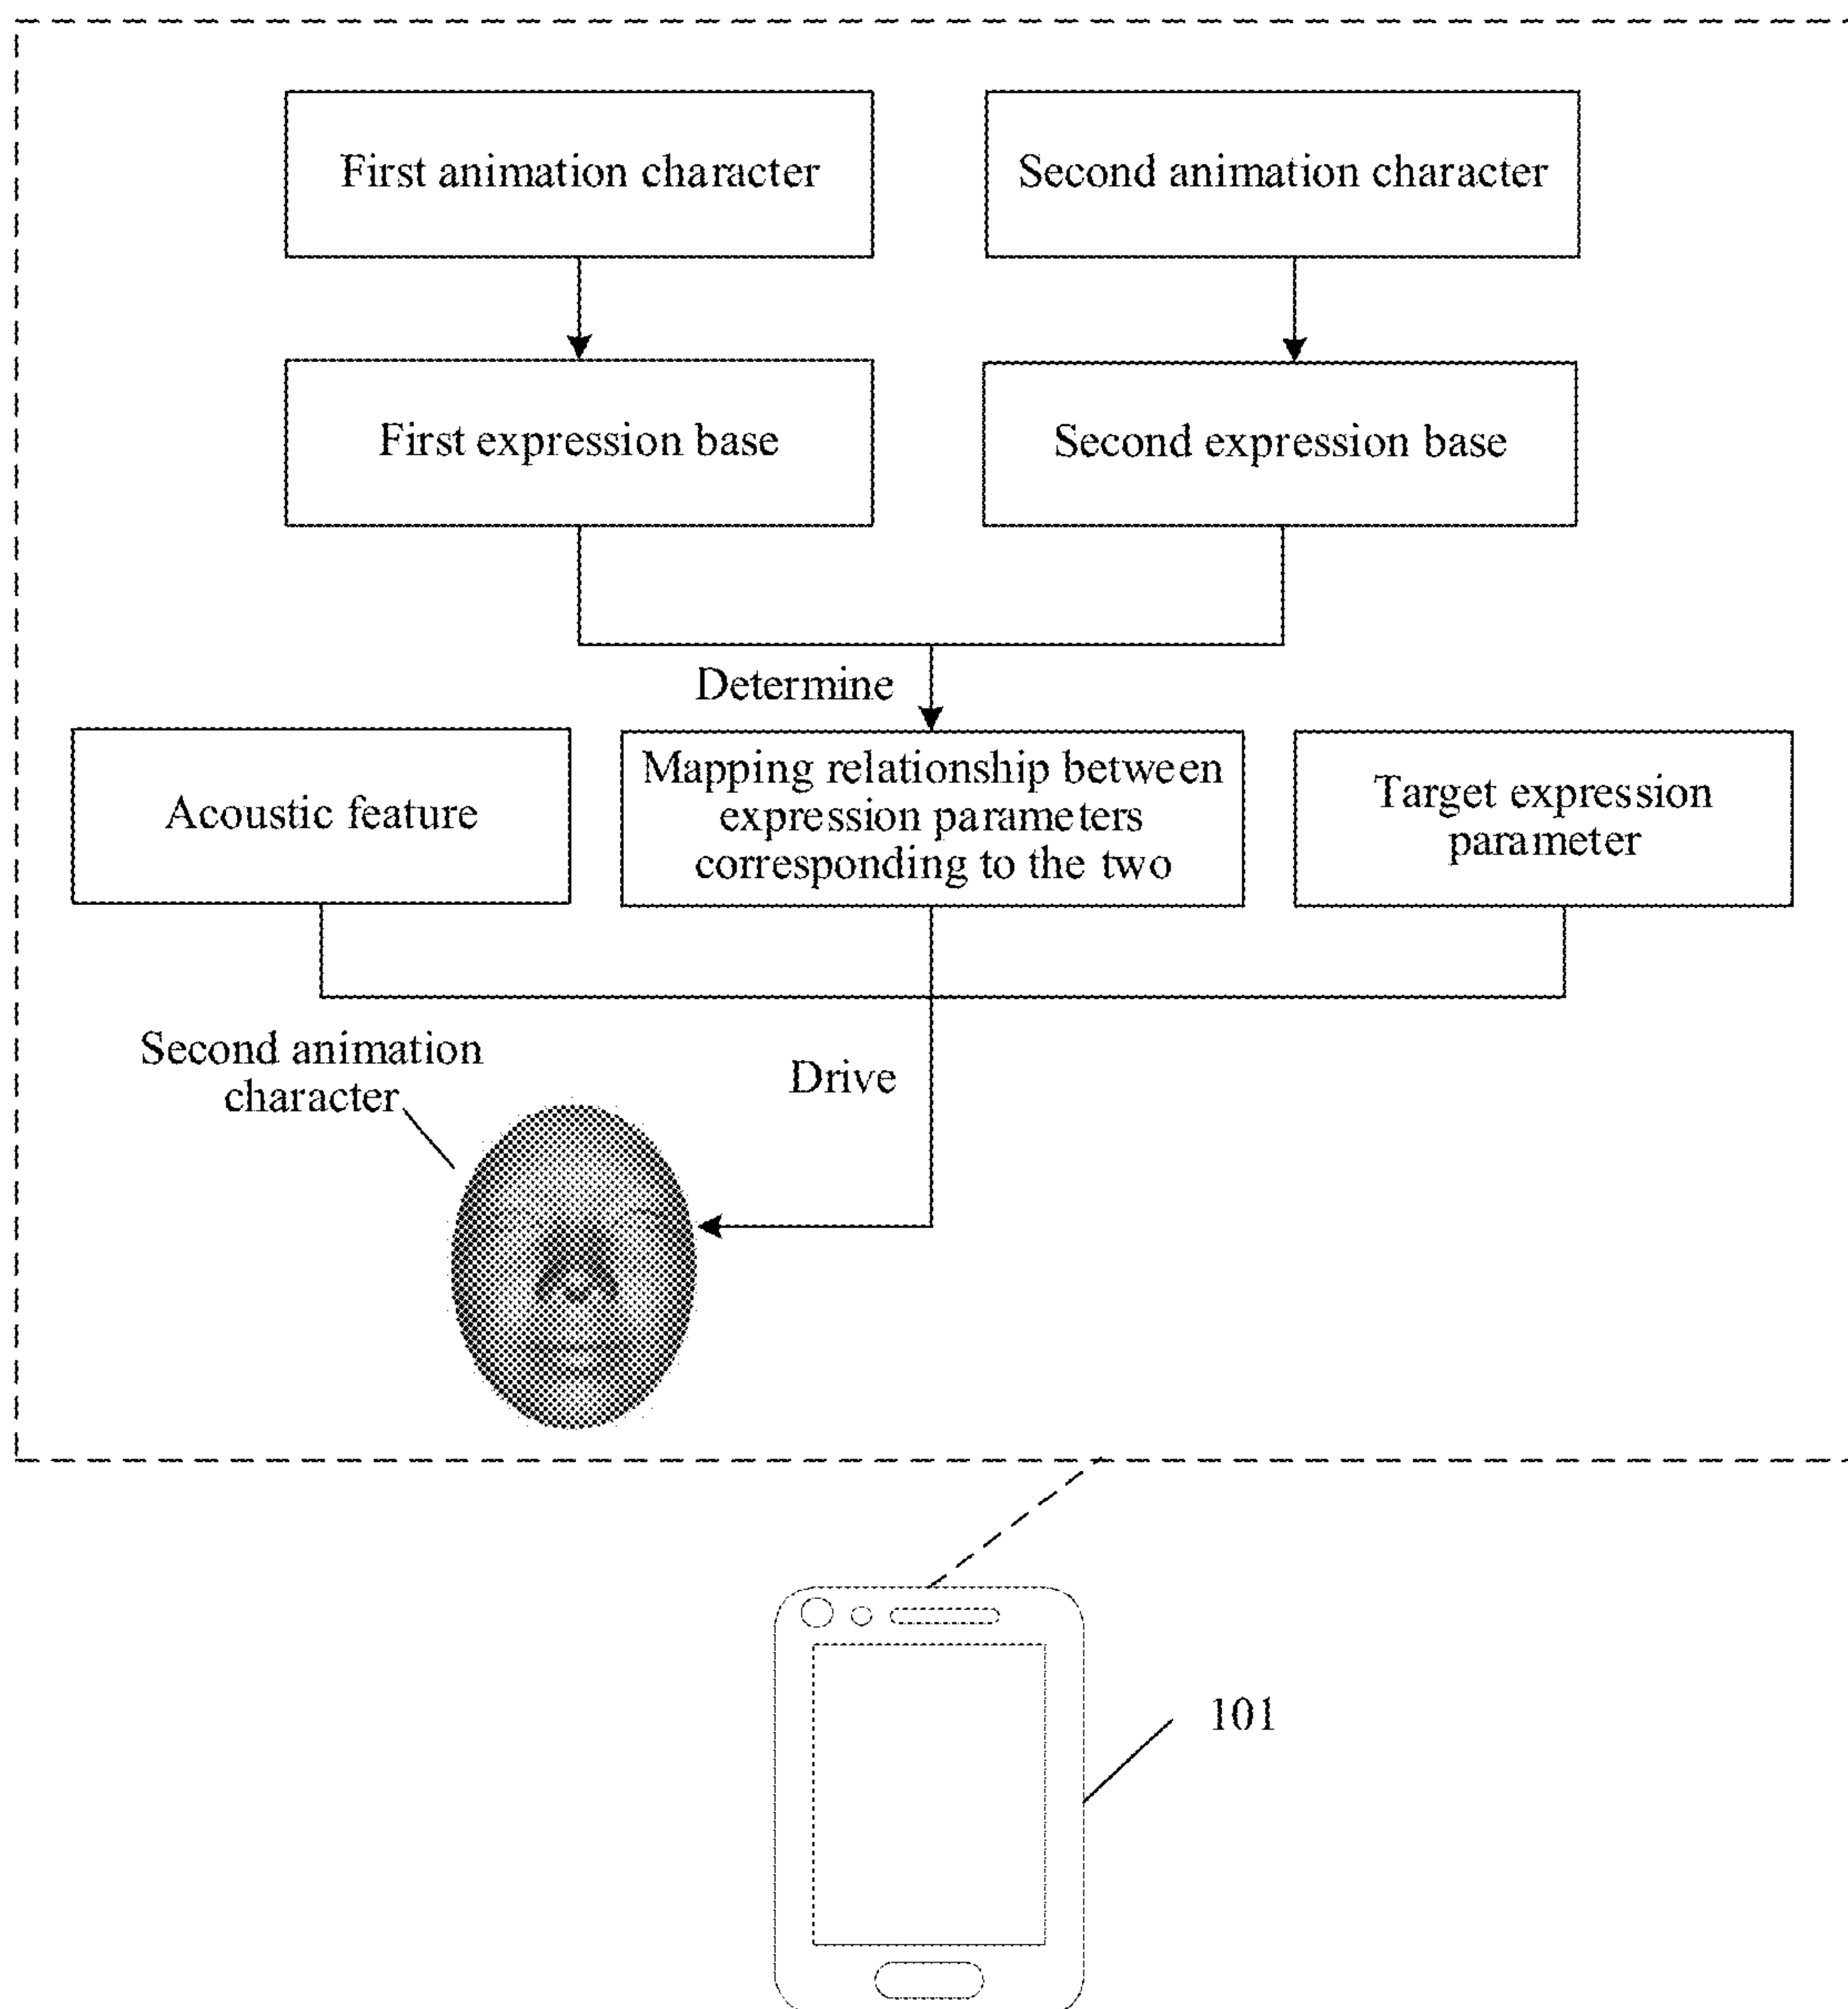 First animation character
Second animation character
First expression base
Second expression base
Determine
Acoustic feature
Mapping relationship between
expression parameters
corresponding to the two
Target expression
parameter
Second animation
character
Drive
101